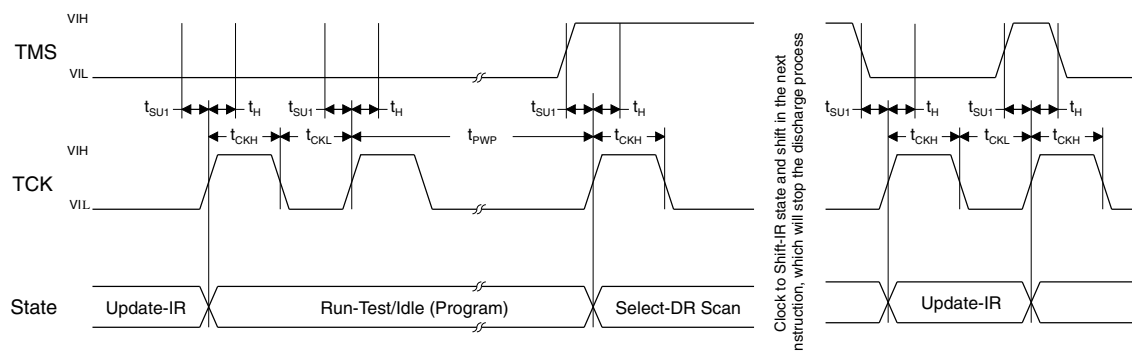 VIH
TMS
VIL
tSU1 tH tSU1 tH tSU1 tH tSU1 tH tSU1 tH
tCKH tCKL tPWP tCKH tCKH tCKL tCKH
VIH
TCK
VIL
State
Update-IR Run-Test/Idle (Program) Select-DR Scan Update-IR
Clock to Shift-IR state and shift in the next
nstruction, which will stop the discharge process